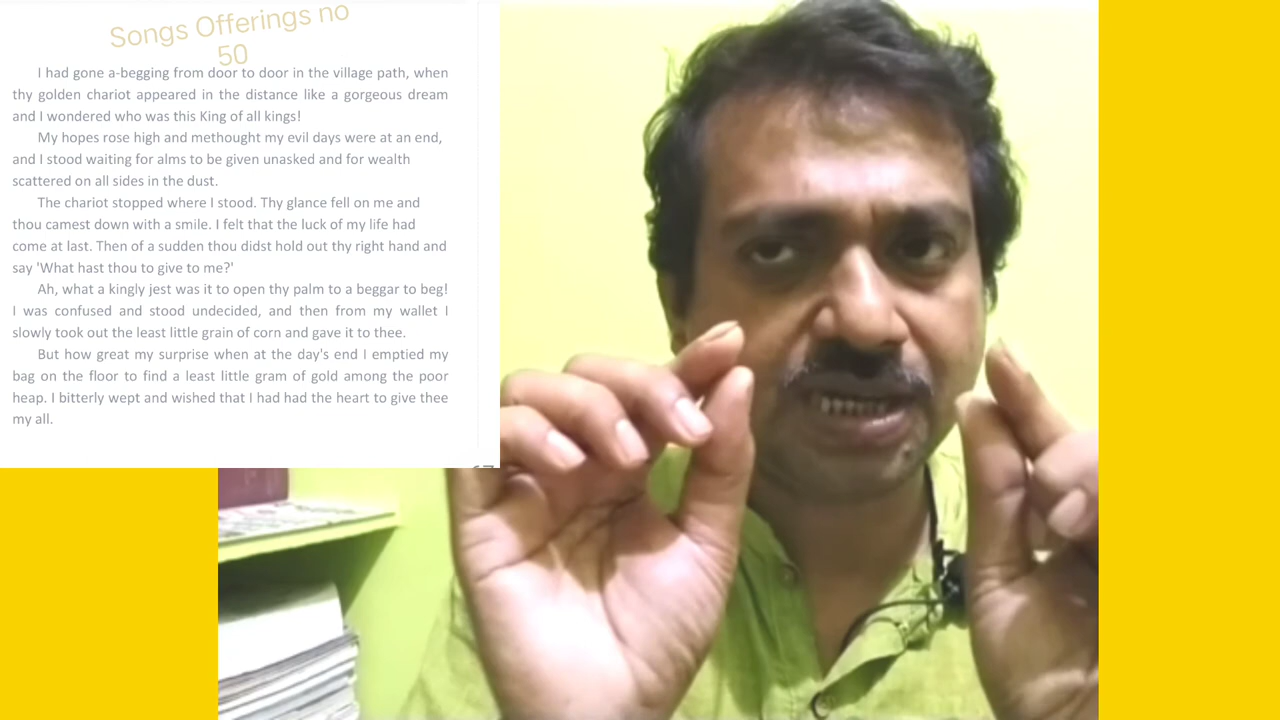 Songs Offerings no
50
I had gone a-begging from door to door in the village path, when
thy golden chariot appeared in the distance like a gorgeous dream
and I wondered who was this King of all kings!
My hopes rose high and methought my evil days were at an end,
and I stood waiting for alms to be given unasked and for wealth
scattered on all sides in the dust.
The chariot stopped where I stood. Thy glance fell on me and
thou camest down with a smile. I felt that the luck of my life had
come at last. Then of a sudden thou didst hold out thy right hand and
say 'What hast thou to give to me?'
Ah, what a kingly jest was it to open thy palm to a beggar to beg!
I was confused and stood undecided, and then from my wallet I
slowly took out the least little grain of corn and gave it to thee.
But how great my surprise when at the day's end I emptied my
bag on the floor to find a least little gram of gold among the poor
heap. I bitterly wept and wished that I had had the heart to give thee
my all.